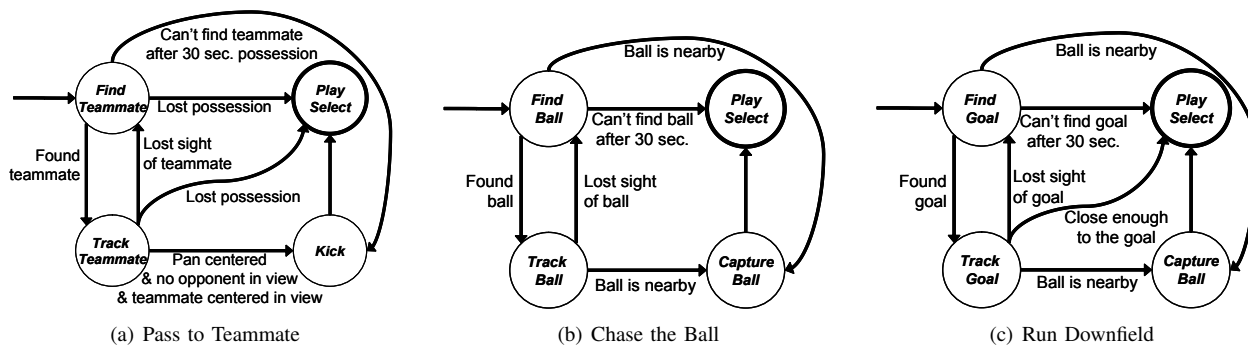 Can't find teammate
after 30 sec. possession
Find
Teammate
Play
Select
Lost possession
Found
teammate
Lost sight
of teammate
Lost possession
Track
Teammate
Pan centered
& no opponent in view
& teammate centered in view
Kick
(a) Pass to Teammate
Ball is nearby
Find
Ball
Play
Select
Can't find ball
after 30 sec.
Found
ball
Lost sight
of ball
Track
Ball
Ball is nearby
Capture
Ball
(b) Chase the Ball
Ball is nearby
Find
Goal
Play
Select
Can't find goal
after 30 sec.
Found
goal
Lost sight
of goal
Close enough
to the goal
Track
Goal
Ball is nearby
Capture
Ball
(c) Run Downfield